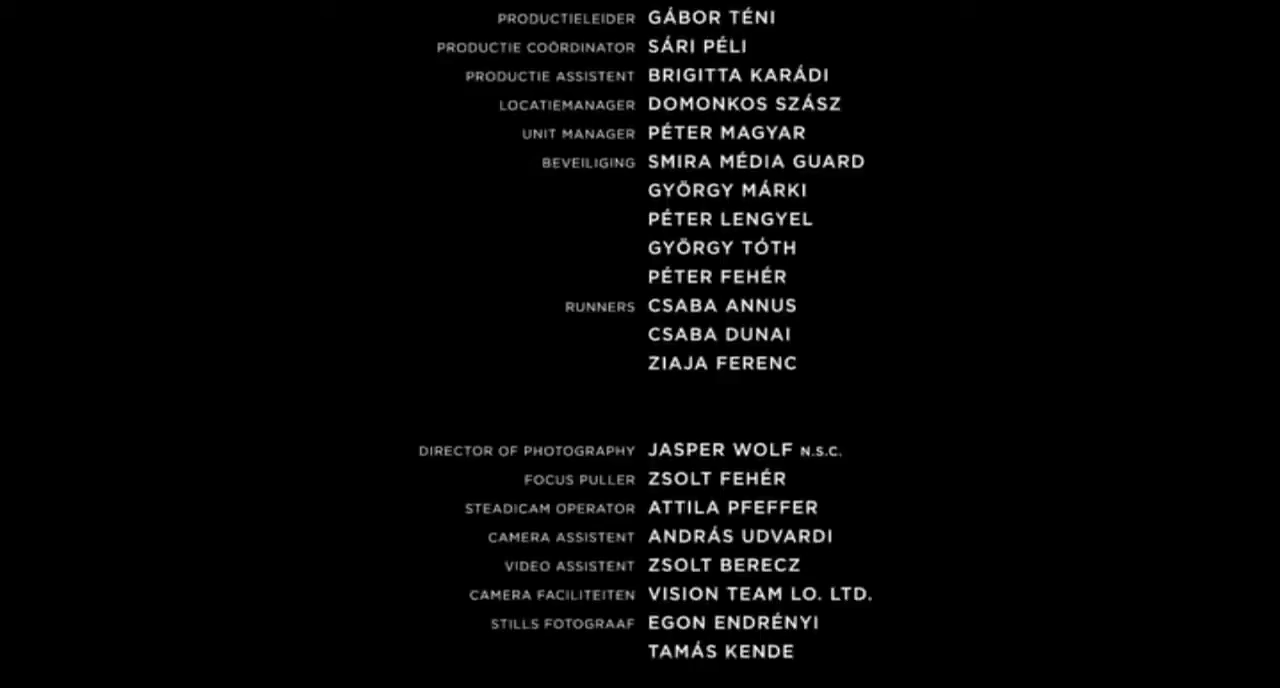 PRODUCTIELEIDER GÁBOR TÉNI
PRODUCTIE COÖRDINATOR SÁRI PÉLI
PRODUCTIE ASSISTENT BRIGITTA KARÁDI
LOCATIEMANAGER DOMONKOS SZÁSZ
UNIT MANAGER PÉTER MAGYAR
BEVEILIGING SMIRA MÉDIA GUARD
GYÖRGY MÁRKI
PÉTER LENGYEL
GYÖRGY TÓTH
PÉTER FEHÉR
RUNNERS CSABA ANNUS
CSABA DUNAI
ZIAJA FERENC
DIRECTOR OF PHOTOGRAPHY JASPER WOLF N.S.C.
FOCUS PULLER ZSOLT FEHÉR
STEADICAM OPERATOR ATTILA PFEFFER
CAMERA ASSISTENT ANDRÁS UDVARDI
VIDEO ASSISTENT ZSOLT BERECZ
CAMERA FACILITEITEN VISION TEAM LO. LTD.
STILLS FOTOGRAAF EGON ENDRÉNYI
TAMÁS KENDE